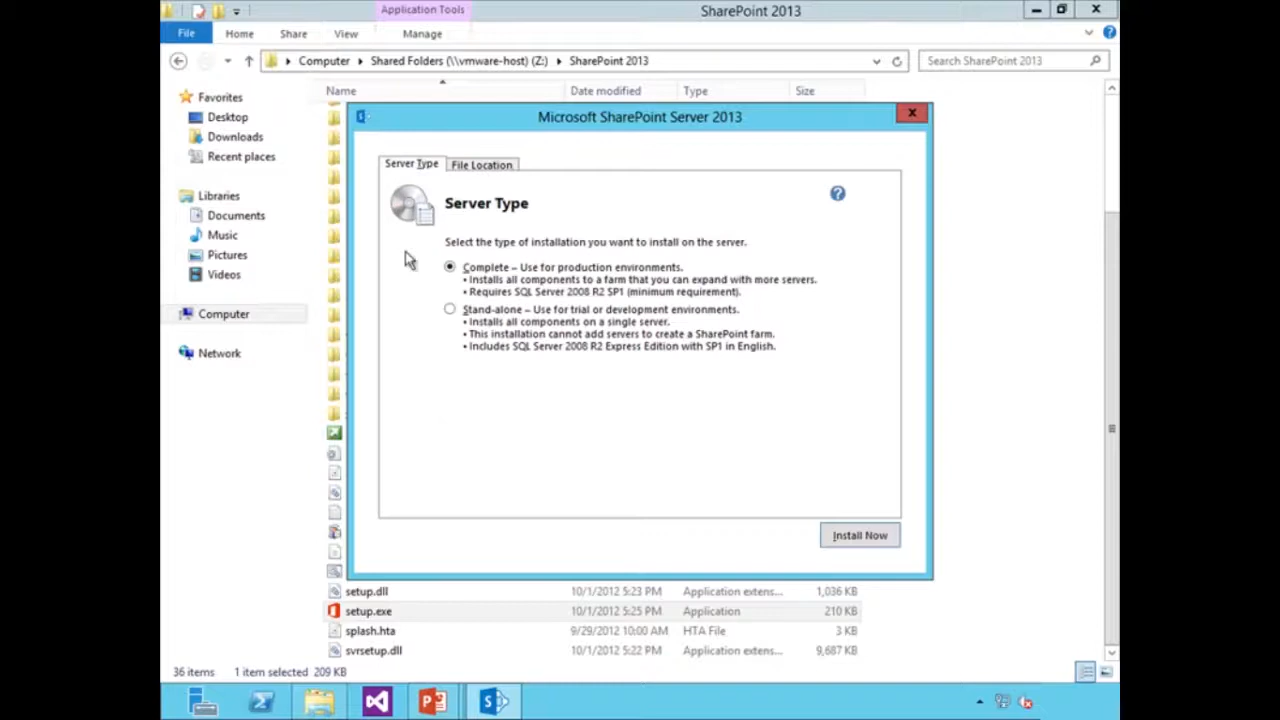 Application Tools
SharePoint 2013
File
Home
Share
View
Manage
Computer
Shared Folders (\\vmware-host) (Z:)
SharePoint 2013
Search SharePoint 2013
Favorites
Desktop
Downloads
Recent places
Libraries
Documents
Music
Pictures
Videos
Computer
Network
Name
Date modified
Type
Size
Microsoft SharePoint Server 2013
Server Type
File Location
Server Type
Select the type of installation you want to install on the server.
Complete – Use for production environments.
• Installs all components to a farm that you can expand with more servers.
• Requires SQL Server 2008 R2 SP1 (minimum requirement).
Stand-alone – Use for trial or development environments.
• Installs all components on a single server.
• This installation cannot add servers to create a SharePoint farm.
• Includes SQL Server 2008 R2 Express Edition with SP1 in English.
Install Now
setup.dll 10/1/2012 5:23 PM Application extens... 1,036 KB
setup.exe 10/1/2012 5:25 PM Application 210 KB
splash.hta 9/29/2012 10:00 AM HTA File 3 KB
svrsetup.dll 10/1/2012 5:22 PM Application extens... 9,687 KB
36 items 1 item selected 209 KB